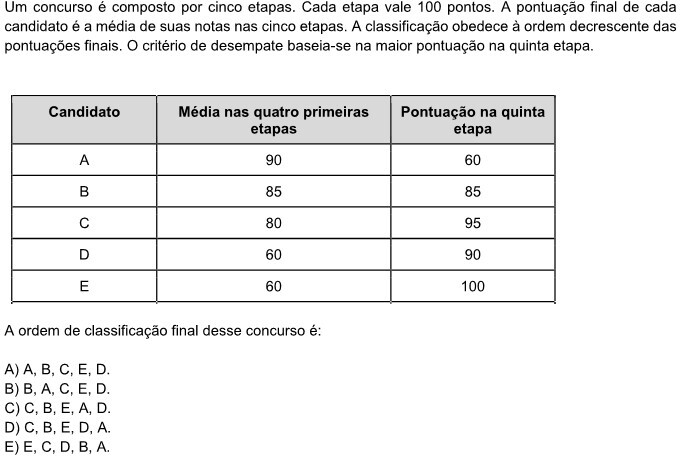 Um concurso é composto por cinco etapas. Cada etapa vale 100 pontos. A pontuação final de cada
candidato é a média de suas notas nas cinco etapas. A classificação obedece à ordem decrescente das
pontuações finais. O critério de desempate baseia-se na maior pontuação na quinta etapa.
Candidato Média nas quatro primeiras etapas Pontuação na quinta etapa
A 90 60
B 85 85
C 80 95
D 60 90
E 60 100
A ordem de classificação final desse concurso é:
A) A, B, C, E, D.
B) B, A, C, E, D.
C) C, B, E, A, D.
D) C, B, E, D, A.
E) E, C, D, B, A.